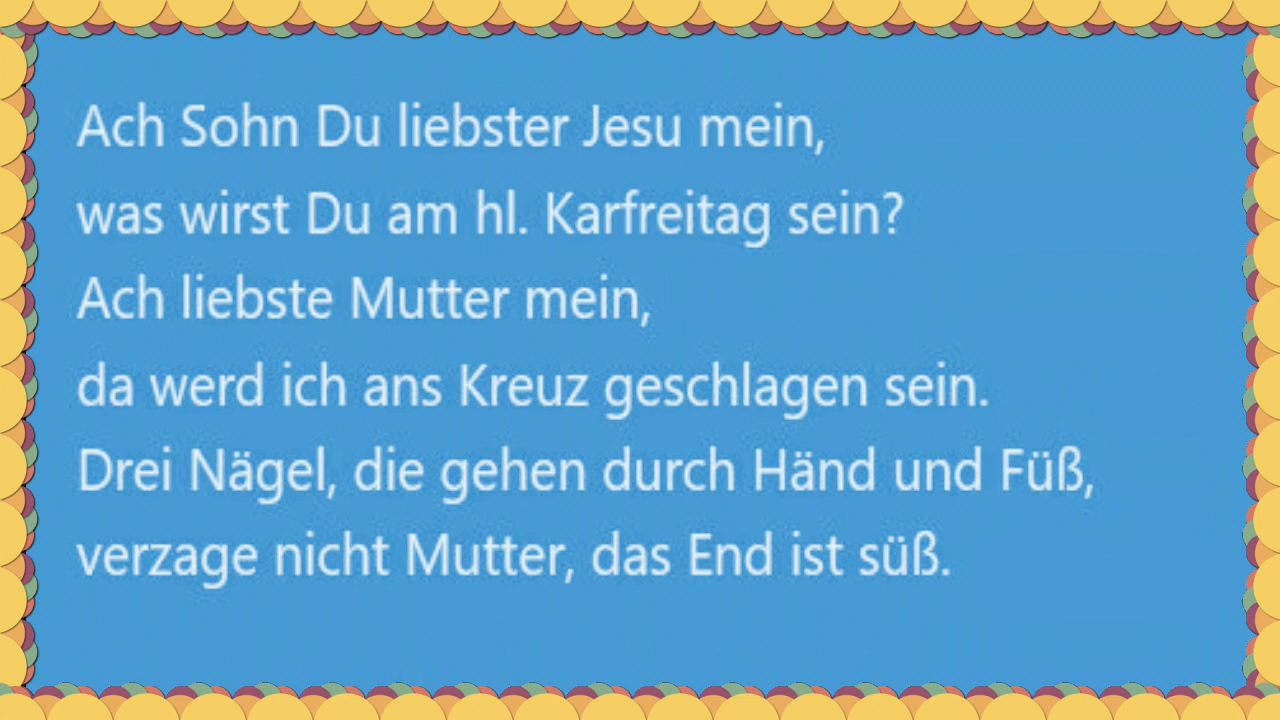 Ach Sohn Du liebster Jesu mein,
was wirst Du am hl. Karfreitag sein?
Ach liebste Mutter mein,
da werd ich ans Kreuz geschlagen sein.
Drei Nägel, die gehen durch Händ und Füß,
verzage nicht Mutter, das End ist süß.